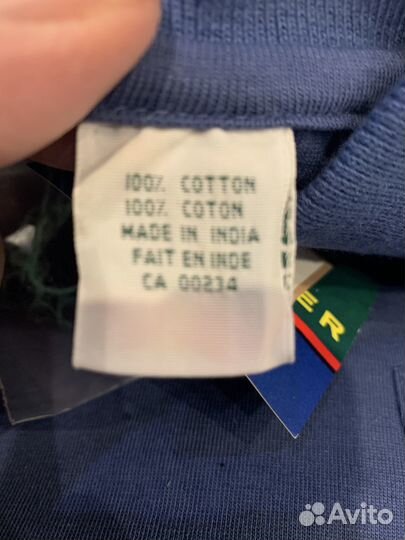 100% COTTON
100% COTON
MADE IN INDIA
FAIT EN INDE
CA 00234
E R
Avito